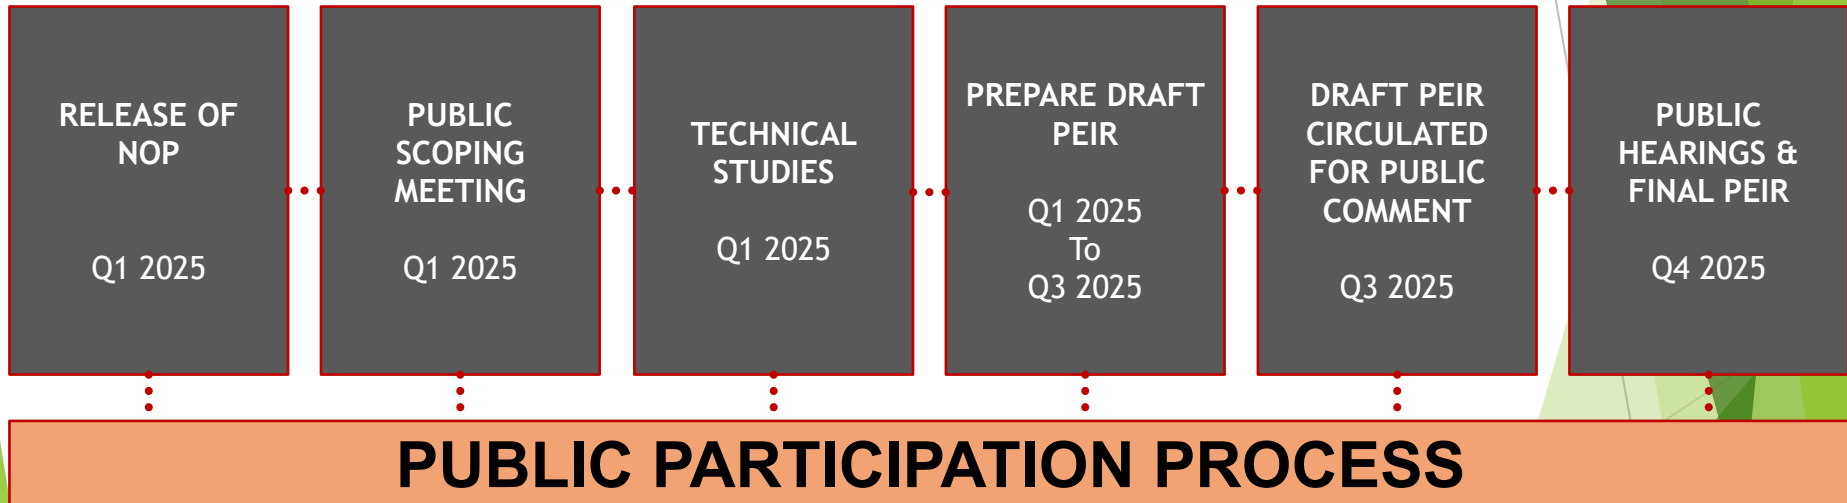 RELEASE OF
NOP
Q1 2025
PUBLIC
SCOPING
MEETING
Q1 2025
TECHNICAL
STUDIES
Q1 2025
PREPARE DRAFT
PEIR
Q1 2025
To
Q3 2025
DRAFT PEIR
CIRCULATED
FOR PUBLIC
COMMENT
Q3 2025
PUBLIC
HEARINGS &
FINAL PEIR
Q4 2025
PUBLIC PARTICIPATION PROCESS